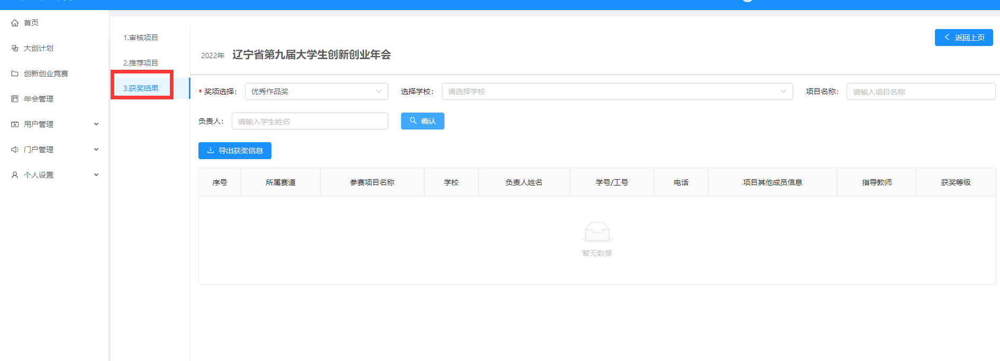 首页
大创计划
创新创业竞赛
年会管理
用户管理
门户管理
个人设置
1.审核项目
2.推荐项目
3.获奖结果
返回上页
2022年 辽宁省第九届大学生创新创业年会
* 奖项选择: 优秀作品奖 选择学校: 请选择学校 项目名称: 请输入项目名称
负责人: 请输入学生姓名 确认
导出获奖信息
序号 所属赛道 参赛项目名称 学校 负责人姓名 学号/工号 电话 项目其他成员信息 指导教师 获奖等级
暂无数据